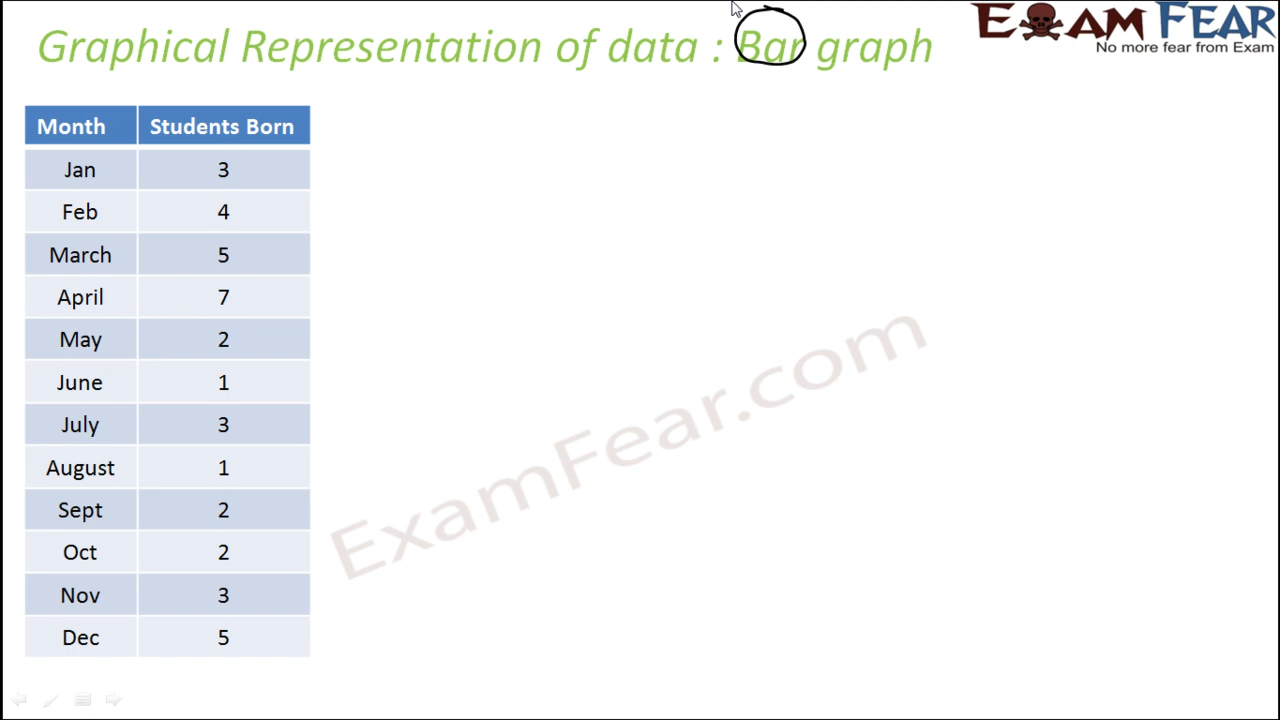 Graphical Representation of data : Bar graph
EXAM FEAR
No more fear from Exam
Month Students Born
Jan 3
Feb 4
March 5
April 7
May 2
June 1
July 3
August 1
Sept 2
Oct 2
Nov 3
Dec 5
ExamFear.com